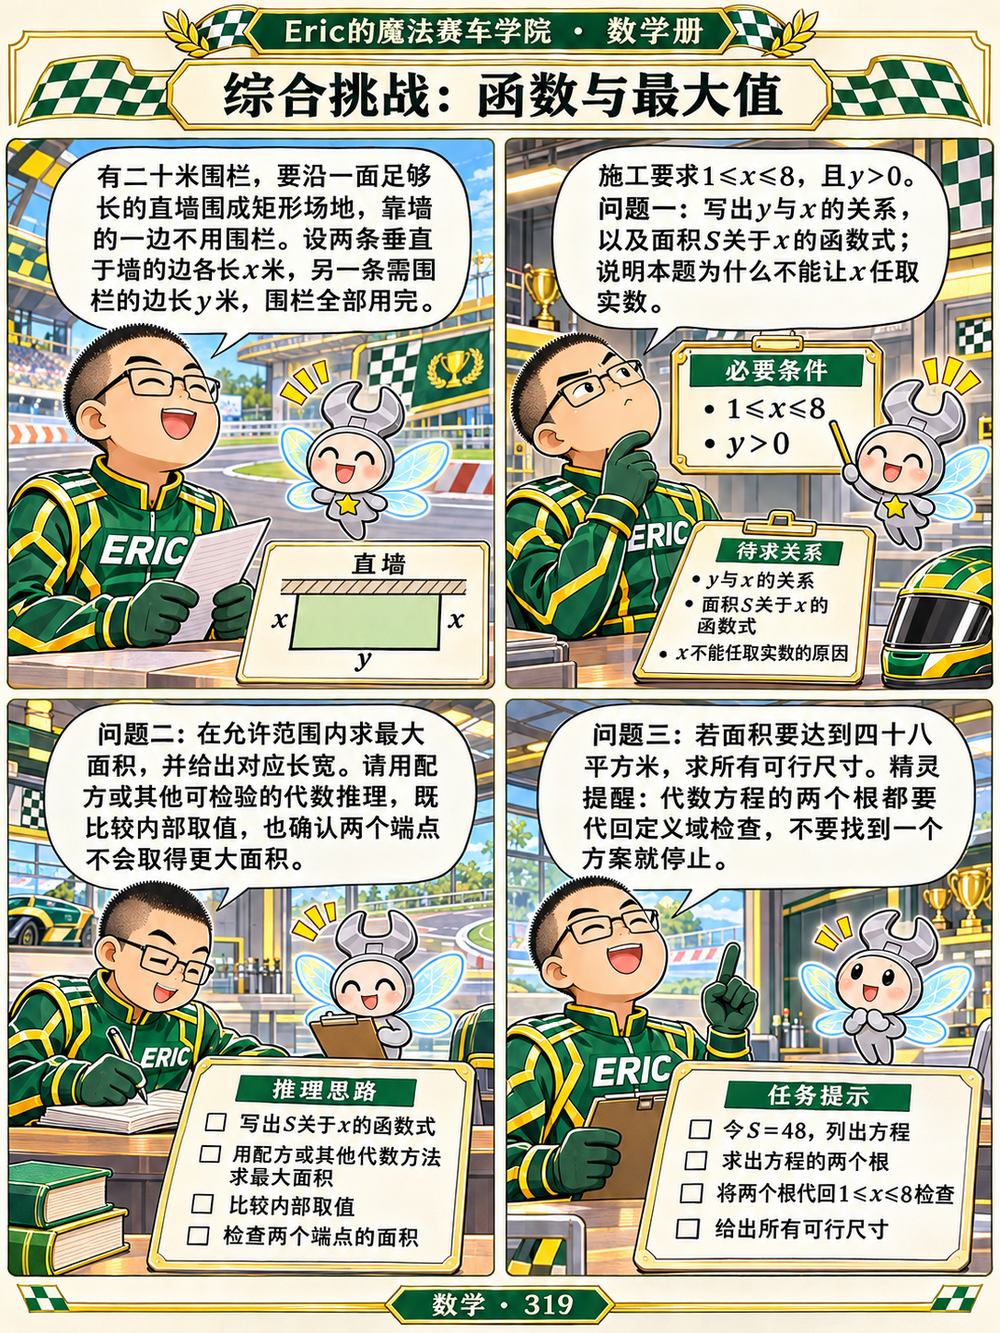 Eric的魔法赛车学院 · 数学册
综合挑战：函数与最大值
有二十米围栏，要沿一面足够
长的直墙围成矩形场地，靠墙
的一边不用围栏。设两条垂直
于墙的边各长x米，另一条需围
栏的边长y米，围栏全部用完。
ERIC
直墙
x
x
y
施工要求1≤x≤8，且y>0。
问题一：写出y与x的关系，
以及面积S关于x的函数式；
说明本题为什么不能让x任取
实数。
必要条件
• 1≤x≤8
• y>0
ERIC
待求关系
• y与x的关系
• 面积S关于x的
函数式
• x不能任取实数的原因
问题二：在允许范围内求最大
面积，并给出对应长宽。请用配
方或其他可检验的代数推理，既
比较内部取值，也确认两个端点
不会取得更大面积。
ERIC
推理思路
写出S关于x的函数式
用配方或其他代数方法
求最大面积
比较内部取值
检查两个端点的面积
问题三：若面积要达到四十八
平方米，求所有可行尺寸。精灵
提醒：代数方程的两个根都要
代回定义域检查，不要找到一个
方案就停止。
ERIC
任务提示
令S=48，列出方程
求出方程的两个根
将两个根代回1≤x≤8检查
给出所有可行尺寸
数学 · 319